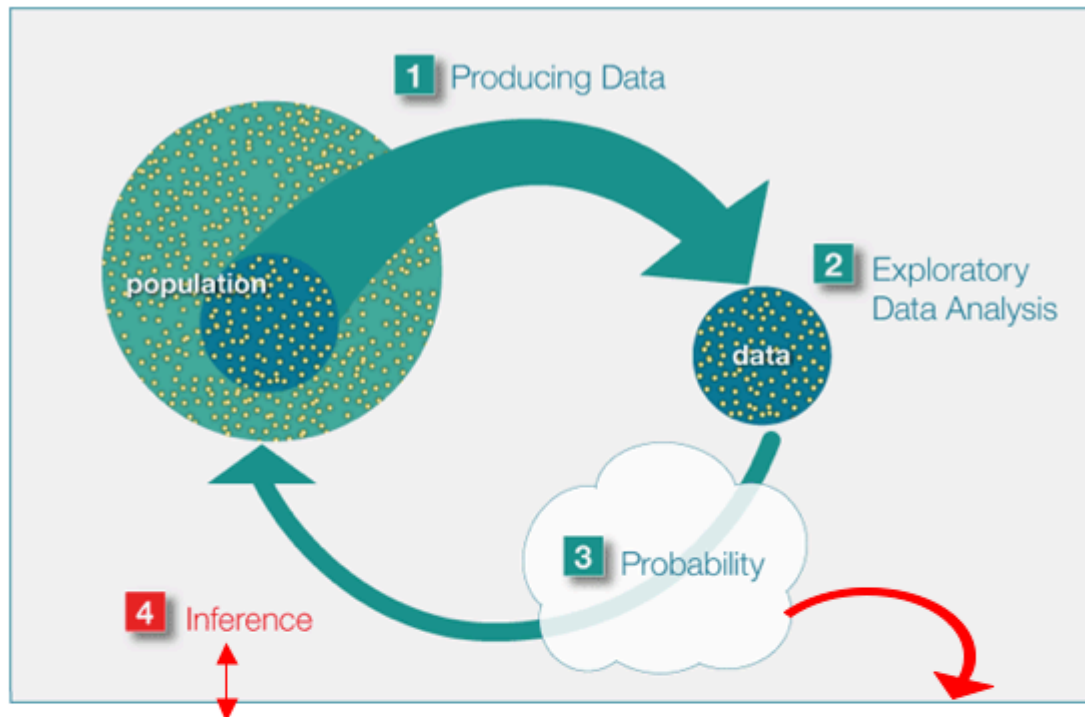 1 Producing Data
population
2 Exploratory
Data Analysis
data
3 Probability
4 Inference